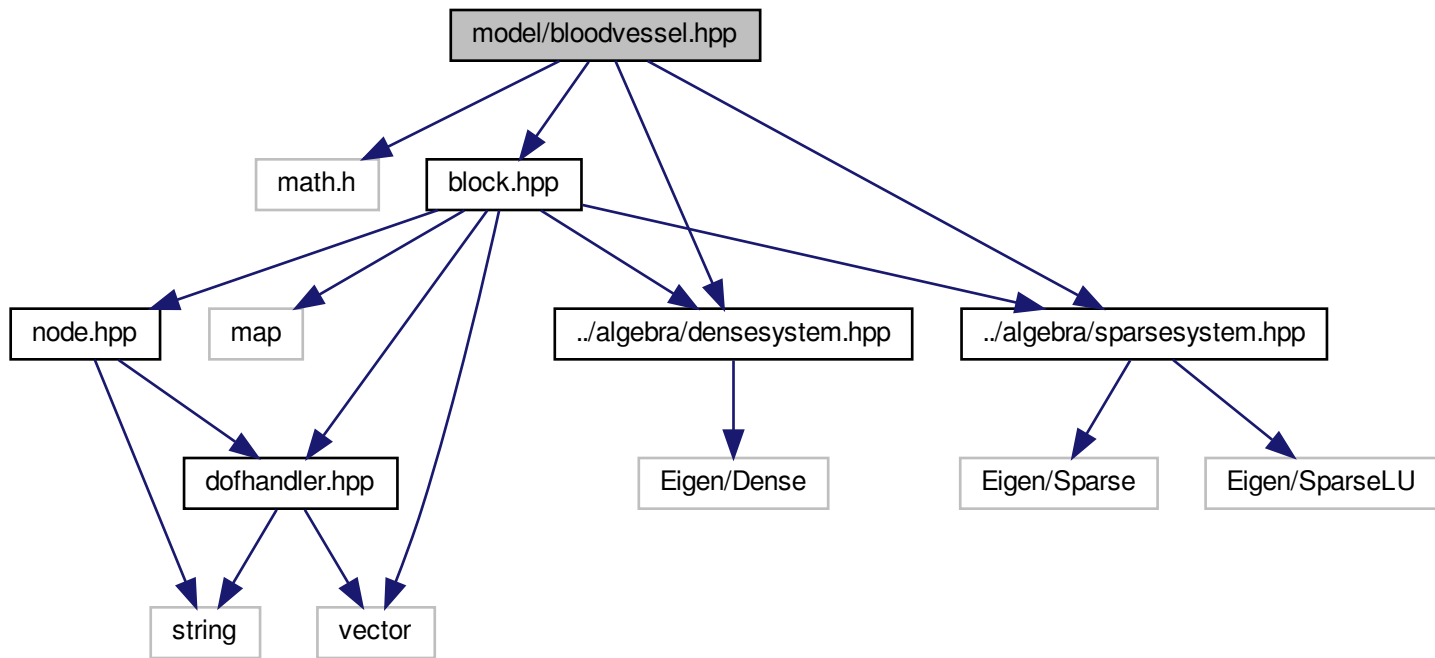 model/bloodvessel.hpp
math.h
block.hpp
node.hpp
map
../algebra/densesystem.hpp
../algebra/sparsesystem.hpp
dofhandler.hpp
Eigen/Dense
Eigen/Sparse
Eigen/SparseLU
string
vector